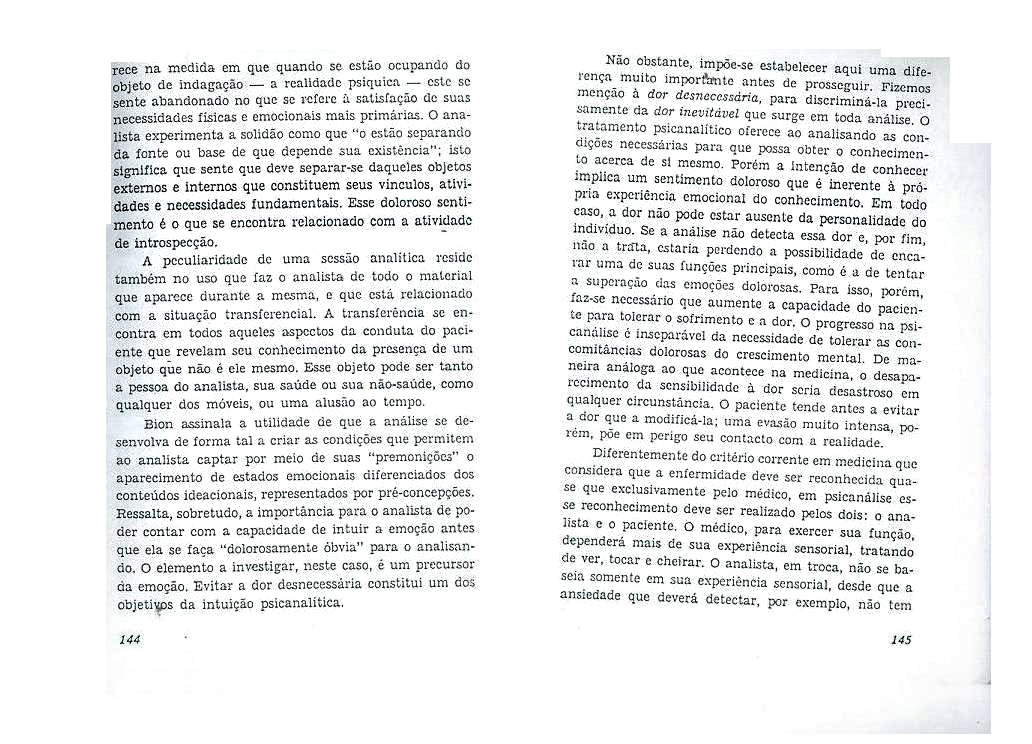 rece na medida em que quando se estão ocupando do
objeto de indagação — a realidade psíquica — este se
sente abandonado no que se refere à satisfação de suas
necessidades físicas e emocionais mais primárias. O ana-
lista experimenta a solidão como que "o estão separando
da fonte ou base de que depende sua existência"; isto
significa que sente que deve separar-se daqueles objetos
externos e internos que constituem seus vínculos, ativi-
dades e necessidades fundamentais. Esse doloroso senti-
mento é o que se encontra relacionado com a atividade
de introspecção.
A peculiaridade de uma sessão analítica reside
também no uso que faz o analista de todo o material
que aparece durante a mesma, e que está relacionado
com a situação transferencial. A transferência se en-
contra em todos aqueles aspectos da conduta do paci-
ente que revelam seu conhecimento da presença de um
objeto que não é ele mesmo. Esse objeto pode ser tanto
a pessoa do analista, sua saúde ou sua não-saúde, como
qualquer dos móveis, ou uma alusão ao tempo.
Bion assinala a utilidade de que a análise se de-
senvolva de forma tal a criar as condições que permitem
ao analista captar por meio de suas "premonições" o
aparecimento de estados emocionais diferenciados dos
conteúdos ideacionais, representados por pré-concepções.
Ressalta, sobretudo, a importância para o analista de po-
der contar com a capacidade de intuir a emoção antes
que ela se faça "dolorosamente óbvia" para o analisan-
do. O elemento a investigar, neste caso, é um precursor
da emoção. Evitar a dor desnecessária constitui um dos
objetivos da intuição psicanalítica.
144
Não obstante, impõe-se estabelecer aqui uma dife-
rença muito importante antes de prosseguir. Fizemos
menção à dor desnecessária, para discriminá-la preci-
samente da dor inevitável que surge em toda análise. O
tratamento psicanalítico oferece ao analisando as con-
dições necessárias para que possa obter o conhecimen-
to acerca de si mesmo. Porém a intenção de conhecer
implica um sentimento doloroso que é inerente à pró-
pria experiência emocional do conhecimento. Em todo
caso, a dor não pode estar ausente da personalidade do
indivíduo. Se a análise não detecta essa dor e, por fim,
não a trata, estaria perdendo a possibilidade de enca-
rar uma de suas funções principais, como é a de tentar
a superação das emoções dolorosas. Para isso, porém,
faz-se necessário que aumente a capacidade do pacien-
te para tolerar o sofrimento e a dor. O progresso na psi-
canálise é inseparável da necessidade de tolerar as con-
comitâncias dolorosas do crescimento mental. De ma-
neira análoga ao que acontece na medicina, o desapa-
recimento da sensibilidade à dor seria desastroso em
qualquer circunstância. O paciente tende antes a evitar
a dor que a modificá-la; uma evasão muito intensa, po-
rém, põe em perigo seu contacto com a realidade.
Diferentemente do critério corrente em medicina que
considera que a enfermidade deve ser reconhecida qua-
se que exclusivamente pelo médico, em psicanálise es-
se reconhecimento deve ser realizado pelos dois: o ana-
lista e o paciente. O médico, para exercer sua função,
dependerá mais de sua experiência sensorial, tratando
de ver, tocar e cheirar. O analista, em troca, não se ba-
seia somente em sua experiência sensorial, desde que a
ansiedade que deverá detectar, por exemplo, não tem
145